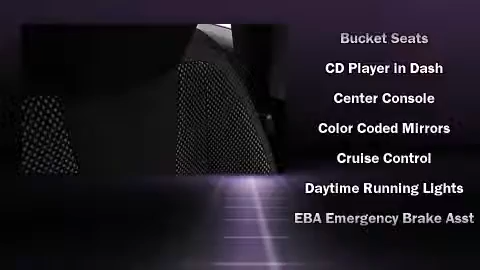 Bucket Seats
CD Player in Dash
Center Console
Color Coded Mirrors
Cruise Control
Daytime Running Lights
EBA Emergency Brake Asst